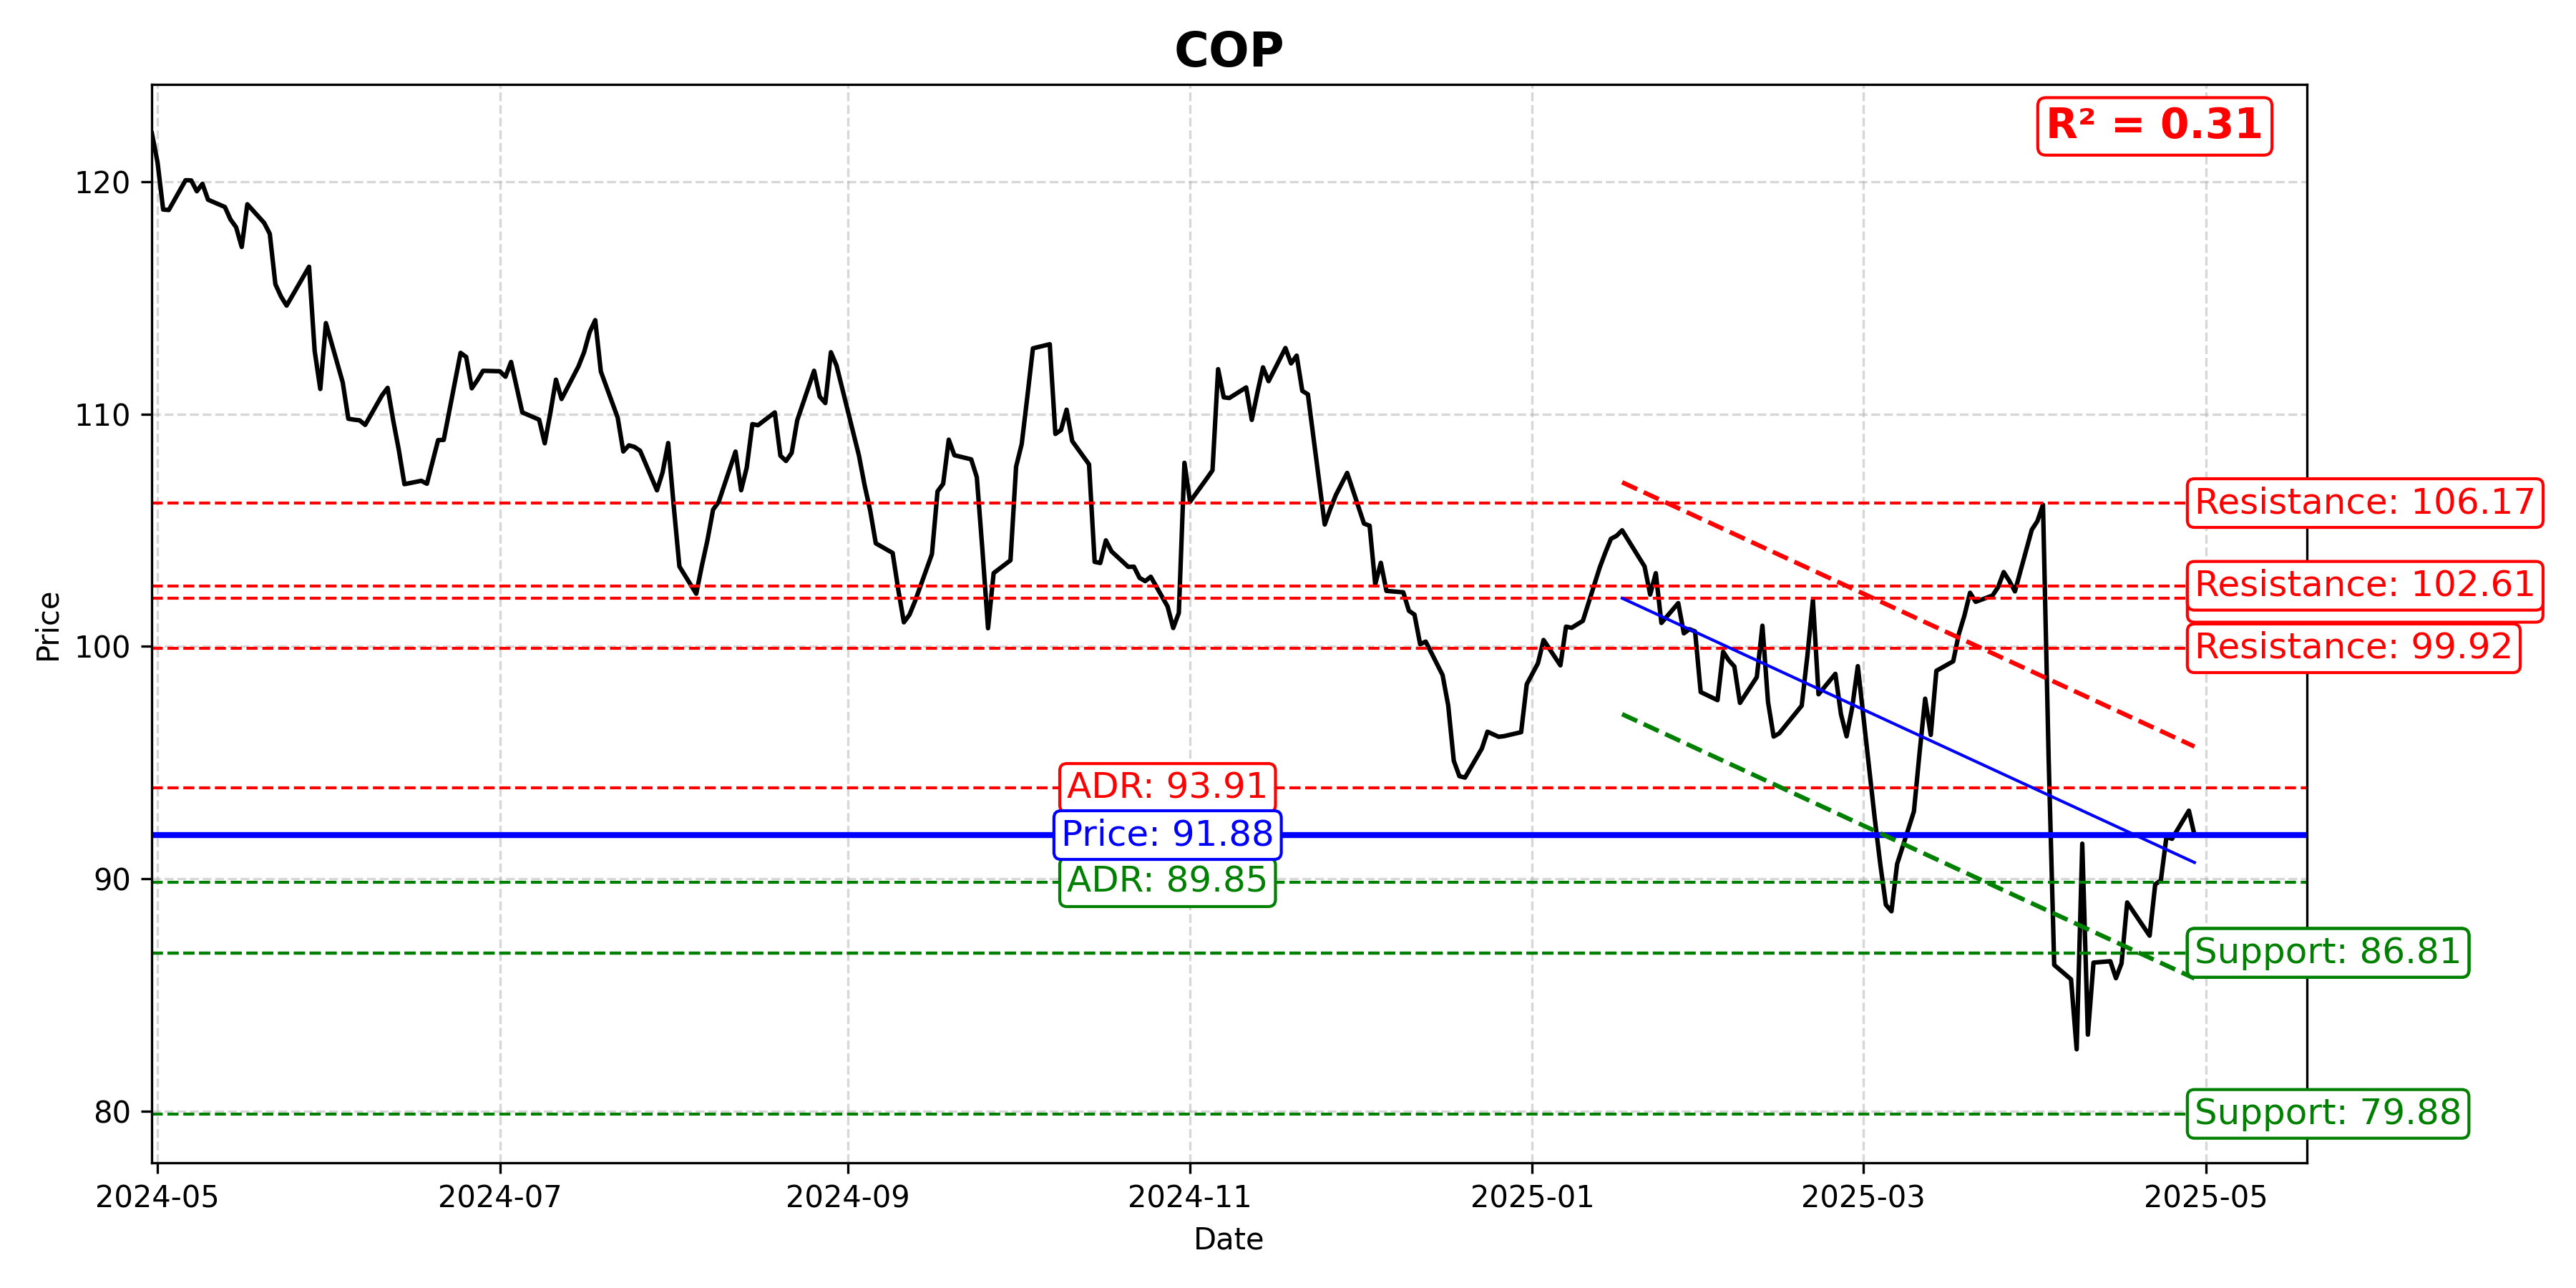 COP
R² = 0.31
120
110
100
90
80
Price
Resistance: 106.17
Resistance: 102.61
Resistance: 99.92
ADR: 93.91
Price: 91.88
ADR: 89.85
Support: 86.81
Support: 79.88
2024-05
2024-07
2024-09
2024-11
2025-01
2025-03
2025-05
Date